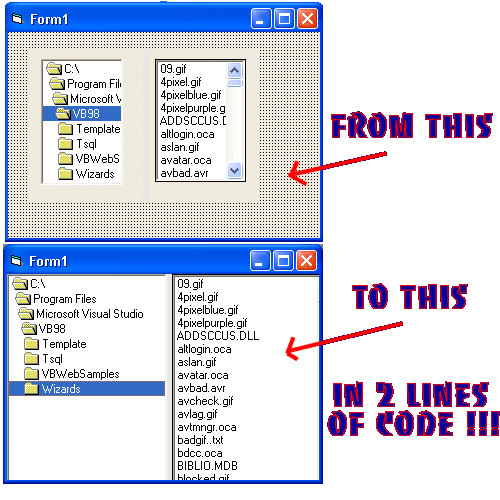 Form1
C:\
Program File
Microsoft V
VB98
Template
Tsql
VBWebS
Wizards
09.gif
4pixel.gif
4pixelblue.gif
4pixelpurple.g
ADDSCCUS.D
altlogin.oca
aslan.gif
avatar.oca
avbad.avr
FROM THIS
Form1
C:\
Program Files
Microsoft Visual Studio
VB98
Template
Tsql
VBWebSamples
Wizards
09.gif
4pixel.gif
4pixelblue.gif
4pixelpurple.gif
ADDSCCUS.DLL
altlogin.oca
aslan.gif
avatar.oca
avbad.avr
avcheck.gif
avlag.gif
avtmngr.oca
badgif..txt
bdcc.oca
BIBLIO.MDB
blocked.gif
TO THIS
IN 2 LINES
OF CODE !!!